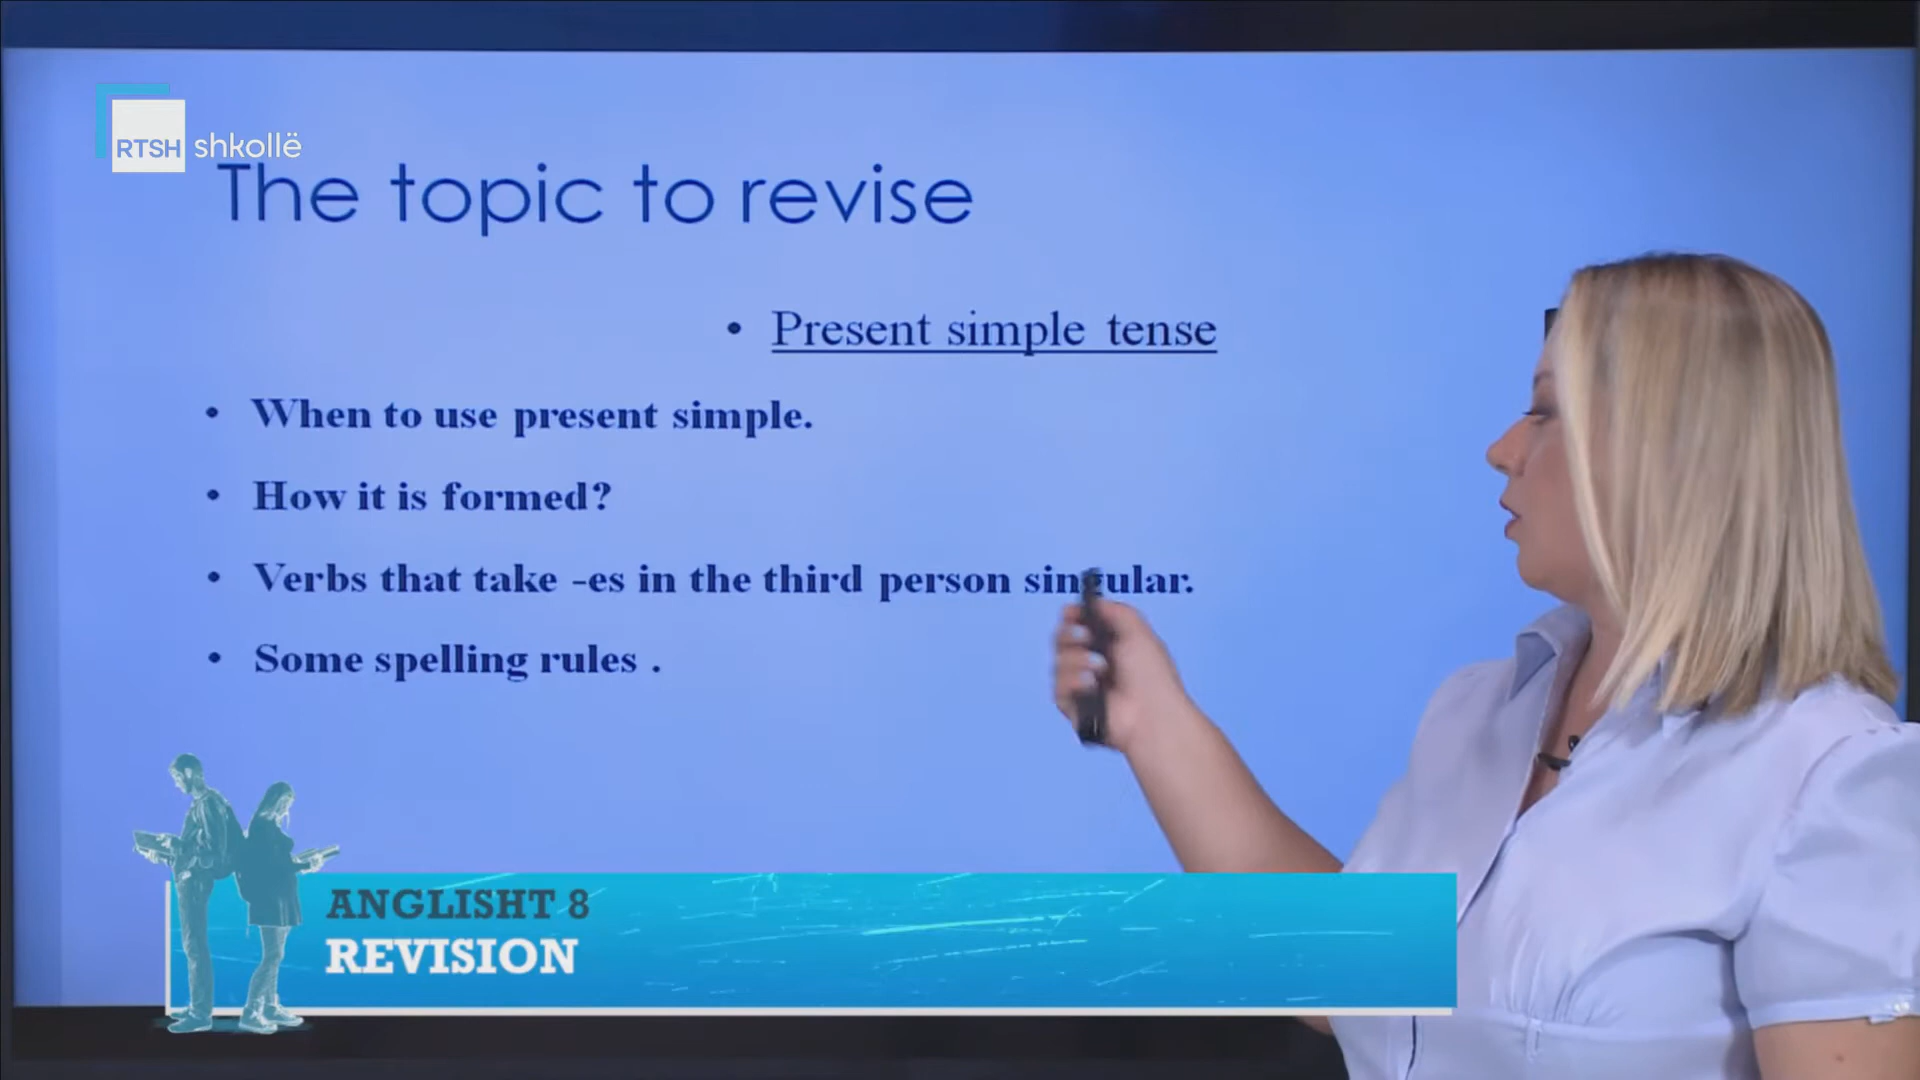 RTSH shkollë
The topic to revise
• Present simple tense
• When to use present simple.
• How it is formed?
• Verbs that take -es in the third person singular.
• Some spelling rules .
ANGLISHT 8
REVISION